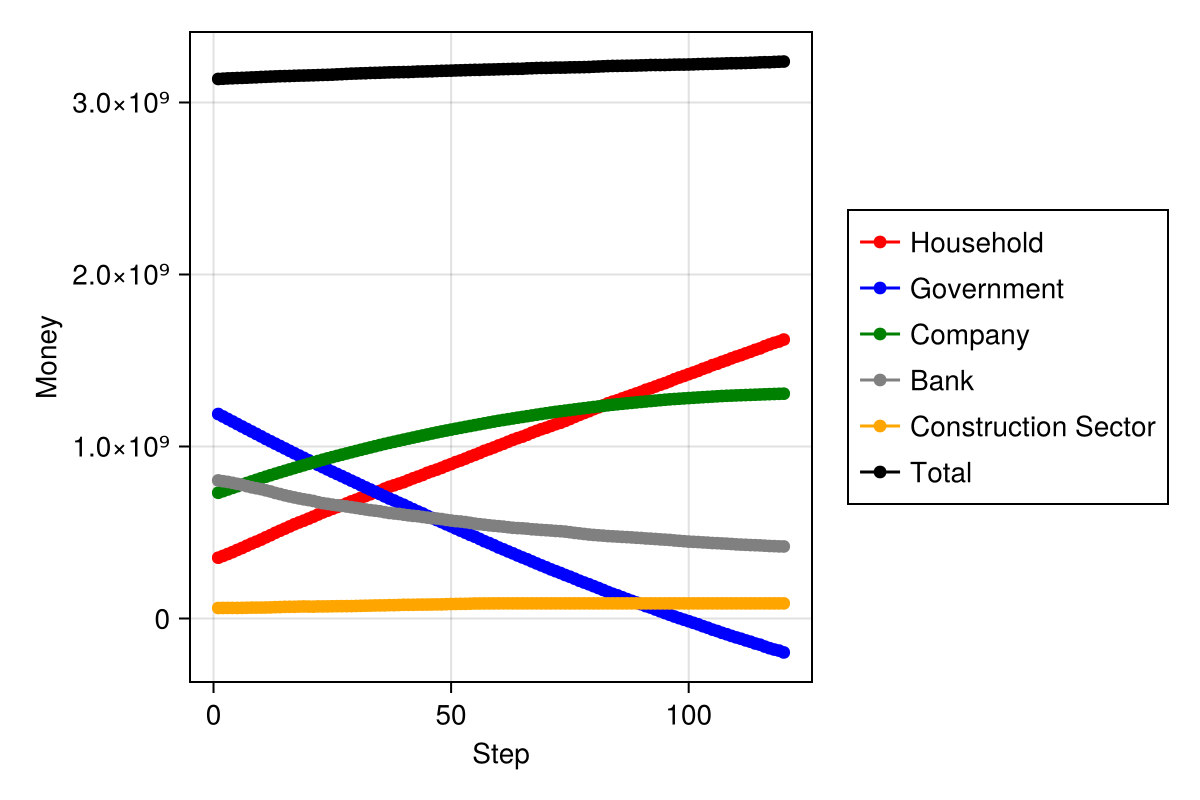 3.0×10⁹
2.0×10⁹
1.0×10⁹
0
Money
0 50 100
Step
Household
Government
Company
Bank
Construction Sector
Total